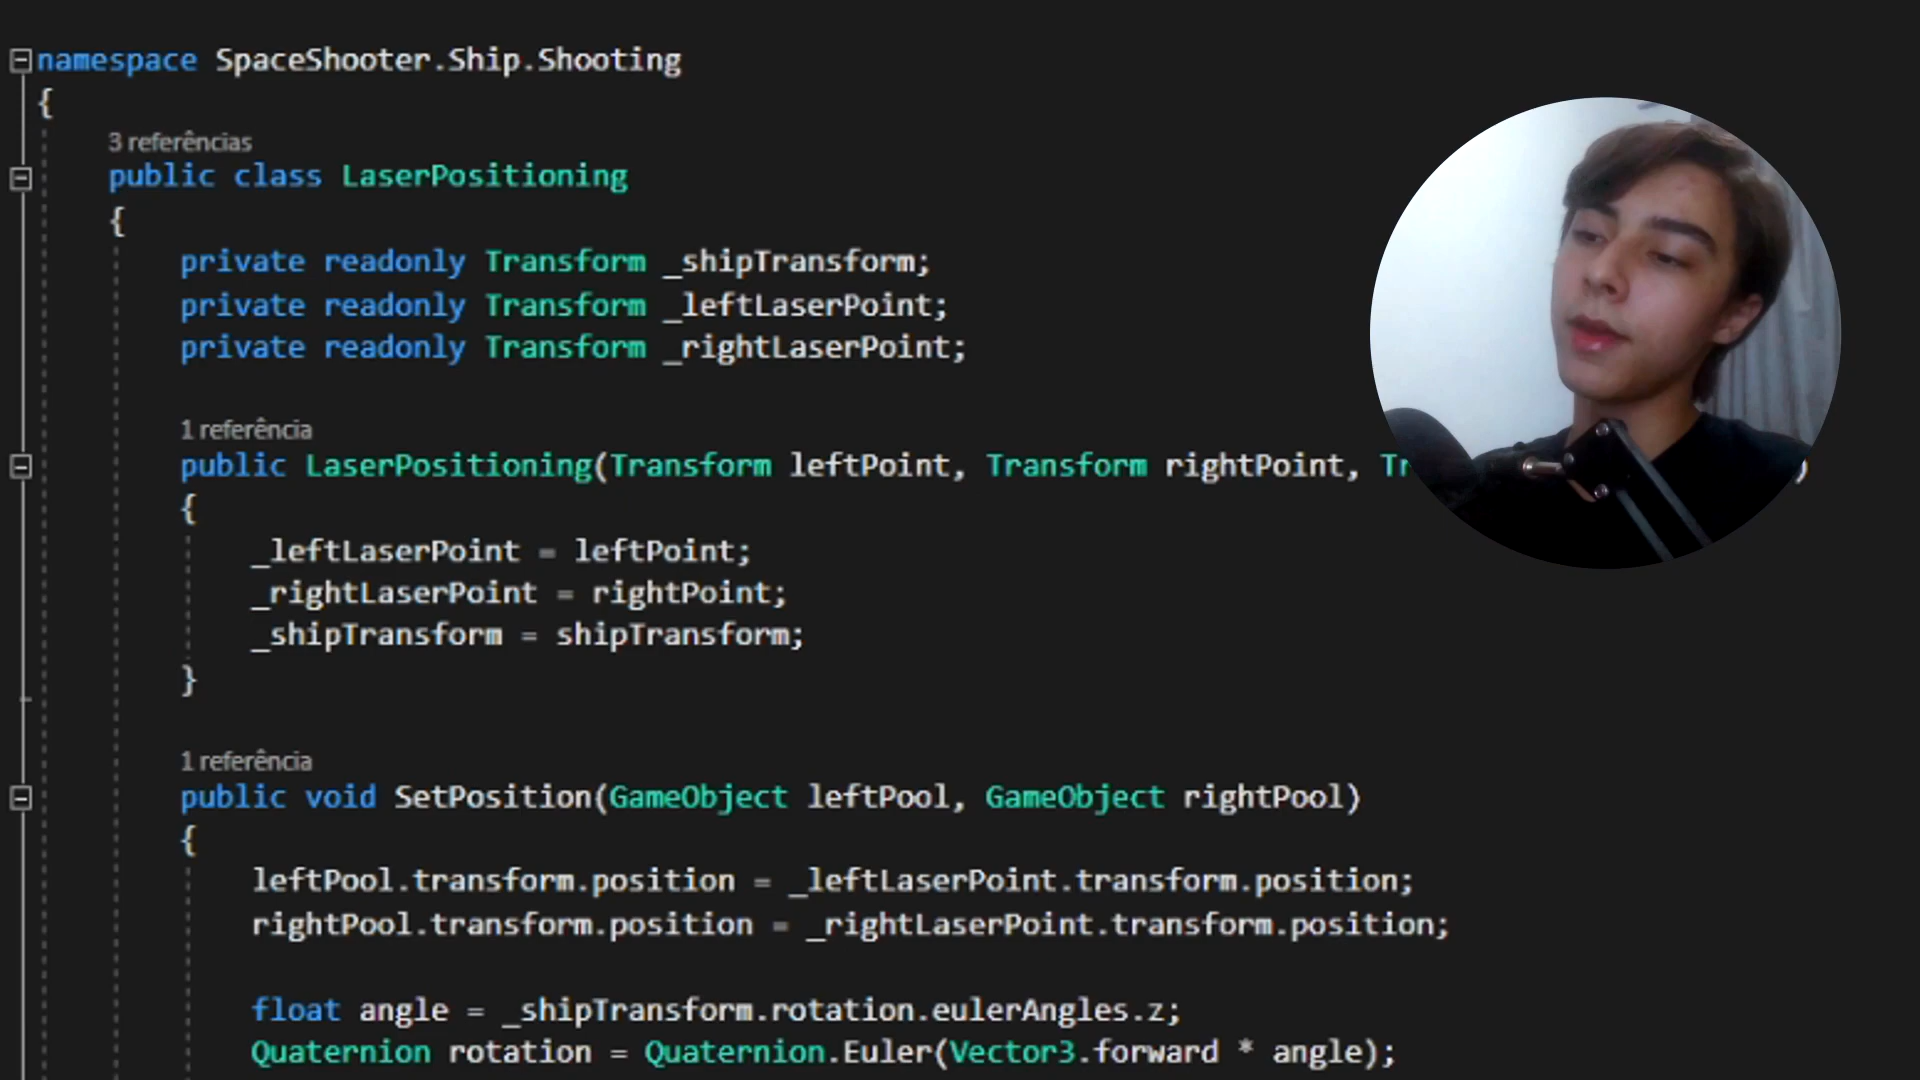 namespace SpaceShooter.Ship.Shooting
{
3 referências
public class LaserPositioning
{
private readonly Transform _shipTransform;
private readonly Transform _leftLaserPoint;
private readonly Transform _rightLaserPoint;
1 referência
public LaserPositioning(Transform leftPoint, Transform rightPoint, )
{
_leftLaserPoint = leftPoint;
_rightLaserPoint = rightPoint;
_shipTransform = shipTransform;
}
1 referência
public void SetPosition(GameObject leftPool, GameObject rightPool)
{
leftPool.transform.position = _leftLaserPoint.transform.position;
rightPool.transform.position = _rightLaserPoint.transform.position;
float angle = _shipTransform.rotation.eulerAngles.z;
Quaternion rotation = Quaternion.Euler(Vector3.forward * angle);